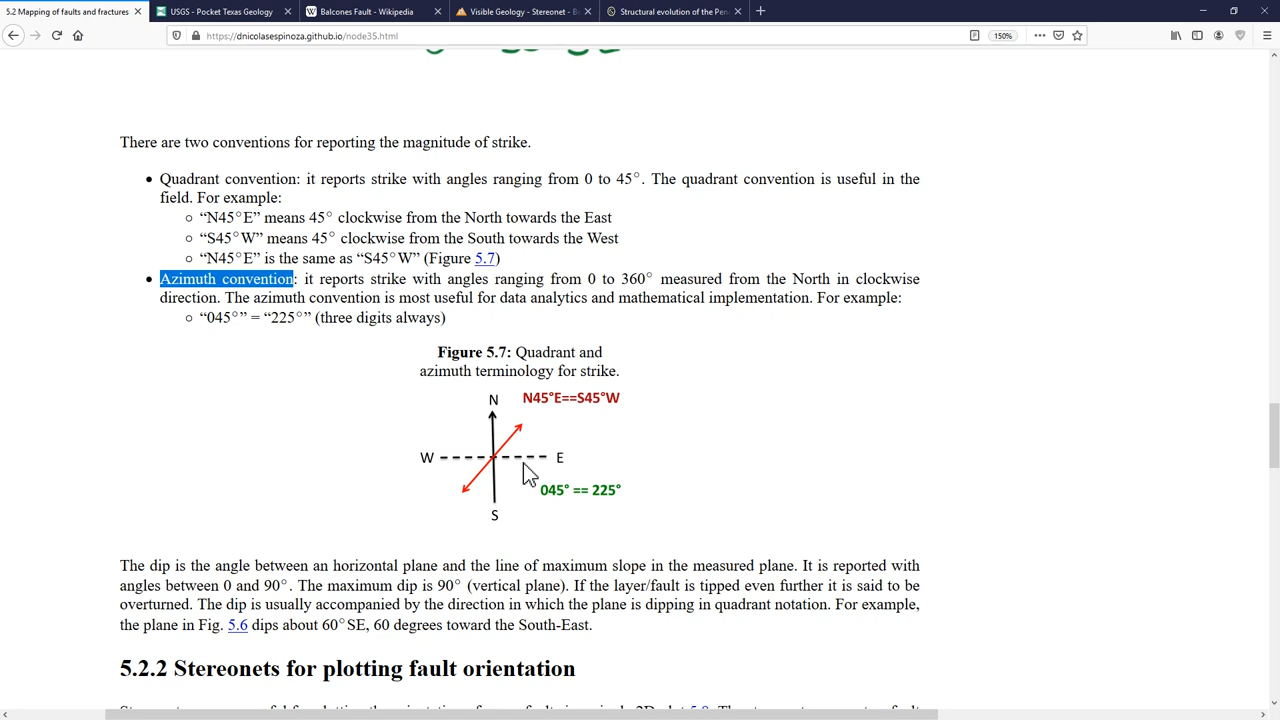 5.2 Mapping of faults and fractures
USGS - Pocket Texas Geology
Balcones Fault - Wikipedia
Visible Geology - Stereonet - B
Structural evolution of the Pen
https://dnicolasespinoza.github.io/node35.html
150%
There are two conventions for reporting the magnitude of strike.
Quadrant convention: it reports strike with angles ranging from 0 to 45°. The quadrant convention is useful in the
field. For example:
“N45°E” means 45° clockwise from the North towards the East
“S45°W” means 45° clockwise from the South towards the West
“N45°E” is the same as “S45°W” (Figure 5.7)
Azimuth convention: it reports strike with angles ranging from 0 to 360° measured from the North in clockwise
direction. The azimuth convention is most useful for data analytics and mathematical implementation. For example:
“045°” = “225°” (three digits always)
Figure 5.7: Quadrant and
azimuth terminology for strike.
N
N45°E==S45°W
W
E
045° == 225°
S
The dip is the angle between an horizontal plane and the line of maximum slope in the measured plane. It is reported with
angles between 0 and 90°. The maximum dip is 90° (vertical plane). If the layer/fault is tipped even further it is said to be
overturned. The dip is usually accompanied by the direction in which the plane is dipping in quadrant notation. For example,
the plane in Fig. 5.6 dips about 60°SE, 60 degrees toward the South-East.
5.2.2 Stereonets for plotting fault orientation